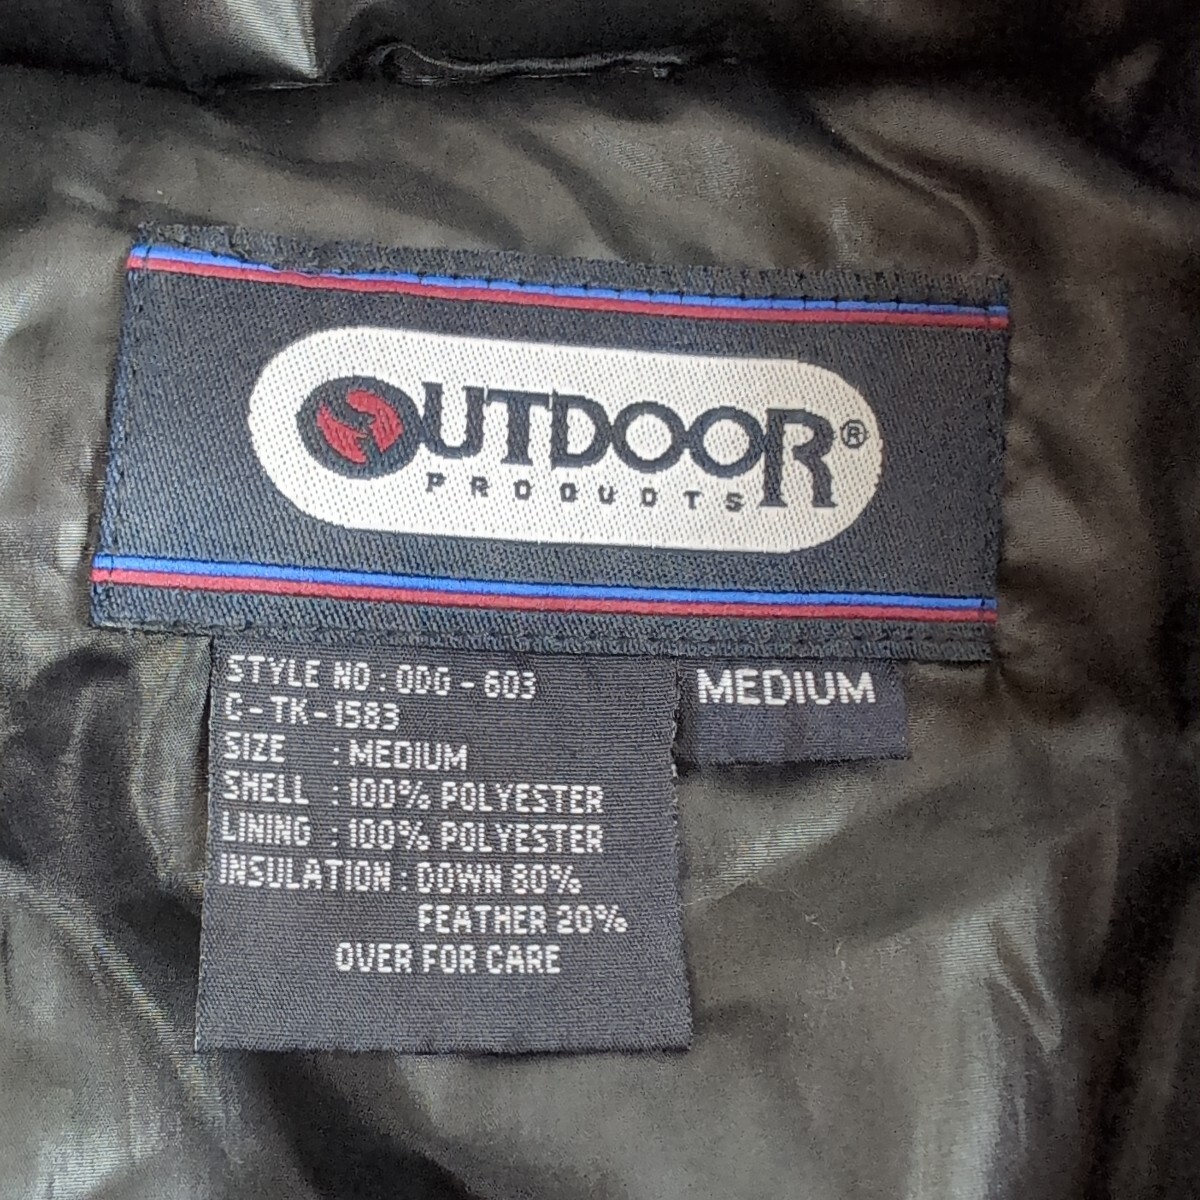 OUTDOOR®
PRODUCTS
STYLE NO : ODG - 603
C-TK-1583
SIZE : MEDIUM
SHELL : 100% POLYESTER
LINING : 100% POLYESTER
INSULATION : DOWN 80%
FEATHER 20%
OVER FOR CARE
MEDIUM